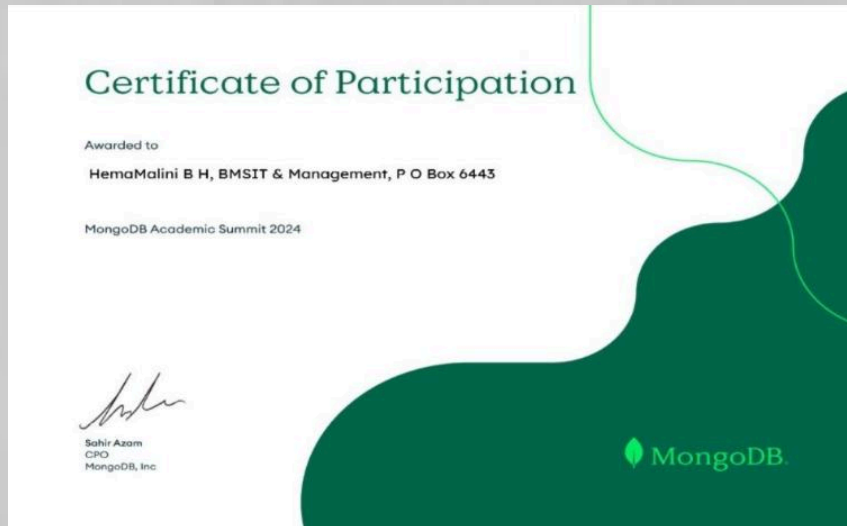 Certificate of Participation
Awarded to
HemaMalini B H, BMSIT & Management, P O Box 6443
MongoDB Academic Summit 2024
Sahir Azam
CPO
MongoDB, Inc
MongoDB.